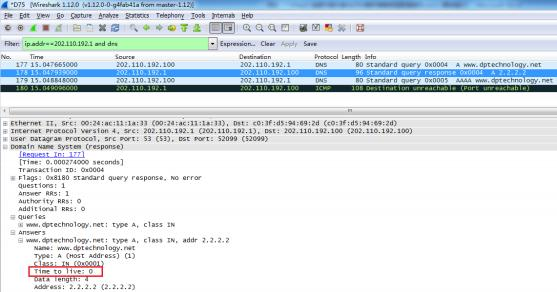 *D75 [Wireshark 1.12.0 (v1.12.0-0-g4fab41a from master-1.12)]
File Edit View Go Capture Analyze Statistics Telephony Tools Internals Help
Filter: ip.addr==202.110.192.1 and dns Expression... Clear Apply Save
No. Time Source Destination Protocol Length Info
177 15.047665000 202.110.192.100 202.110.192.1 DNS 80 Standard query 0x0004 A www.dptechnology.net
178 15.047939000 202.110.192.1 202.110.192.100 DNS 96 Standard query response 0x0004 A 2.2.2.2
179 15.048848000 202.110.192.100 202.110.192.1 DNS 80 Standard query 0x0005 AAAA www.dptechnology.net
180 15.049096000 202.110.192.1 202.110.192.100 ICMP 108 Destination unreachable (Port unreachable)
Ethernet II, Src: 00:24:ac:11:1a:33 (00:24:ac:11:1a:33), Dst: c0:3f:d5:94:69:2d (c0:3f:d5:94:69:2d)
Internet Protocol Version 4, Src: 202.110.192.1 (202.110.192.1), Dst: 202.110.192.100 (202.110.192.100)
User Datagram Protocol, Src Port: 53 (53), Dst Port: 52099 (52099)
Domain Name System (response)
[Request In: 177]
[Time: 0.000274000 seconds]
Transaction ID: 0x0004
Flags: 0x8180 Standard query response, No error
Questions: 1
Answer RRs: 1
Authority RRs: 0
Additional RRs: 0
Queries
www.dptechnology.net: type A, class IN
Answers
www.dptechnology.net: type A, class IN, addr 2.2.2.2
Name: www.dptechnology.net
Type: A (Host Address) (1)
Class: IN (0x0001)
Time to live: 0
Data length: 4
Address: 2.2.2.2 (2.2.2.2)